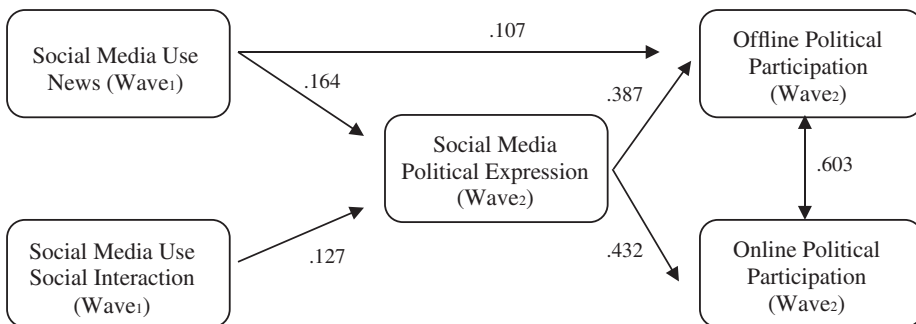 Social Media Use
News (Wave₁)
.107
Offline Political
Participation
(Wave₂)
.164
.387
Social Media
Political Expression
(Wave₂)
.603
Social Media Use
Social Interaction
(Wave₁)
.127
.432
Online Political
Participation
(Wave₂)